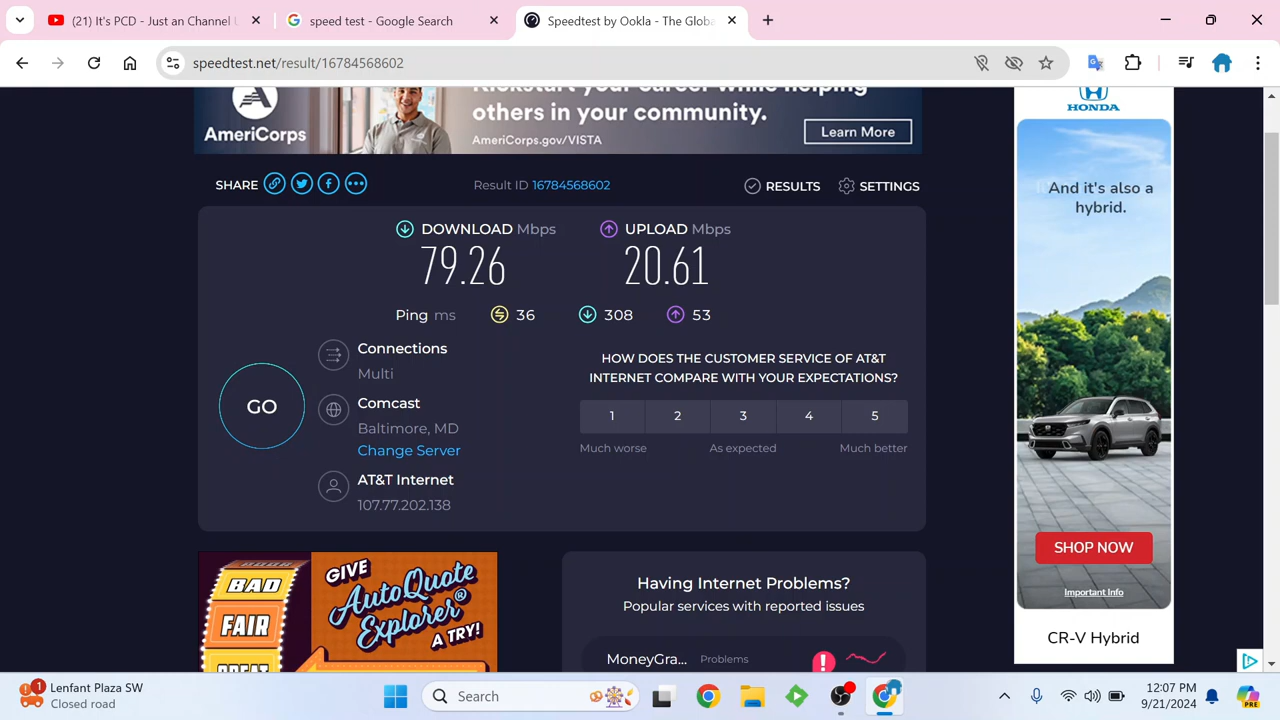 (21) It's PCD - Just an Channel
speed test - Google Search
Speedtest by Ookla - The Globa
speedtest.net/result/16784568602
AmeriCorps
others in your community.
AmeriCorps.gov/VISTA
Learn More
HONDA
And it's also a
hybrid.
SHOP NOW
Important Info
CR-V Hybrid
SHARE
Result ID 16784568602
RESULTS
SETTINGS
DOWNLOAD Mbps
79.26
UPLOAD Mbps
20.61
Ping ms 36 308 53
GO
Connections
Multi
Comcast
Baltimore, MD
Change Server
AT&T Internet
107.77.202.138
HOW DOES THE CUSTOMER SERVICE OF AT&T
INTERNET COMPARE WITH YOUR EXPECTATIONS?
1 2 3 4 5
Much worse As expected Much better
BAD
FAIR
GREAT
GIVE
AutoQuote
Explorer®
A TRY!
Having Internet Problems?
Popular services with reported issues
MoneyGra... Problems
1
Lenfant Plaza SW
Closed road
Search
12:07 PM
9/21/2024
PRE